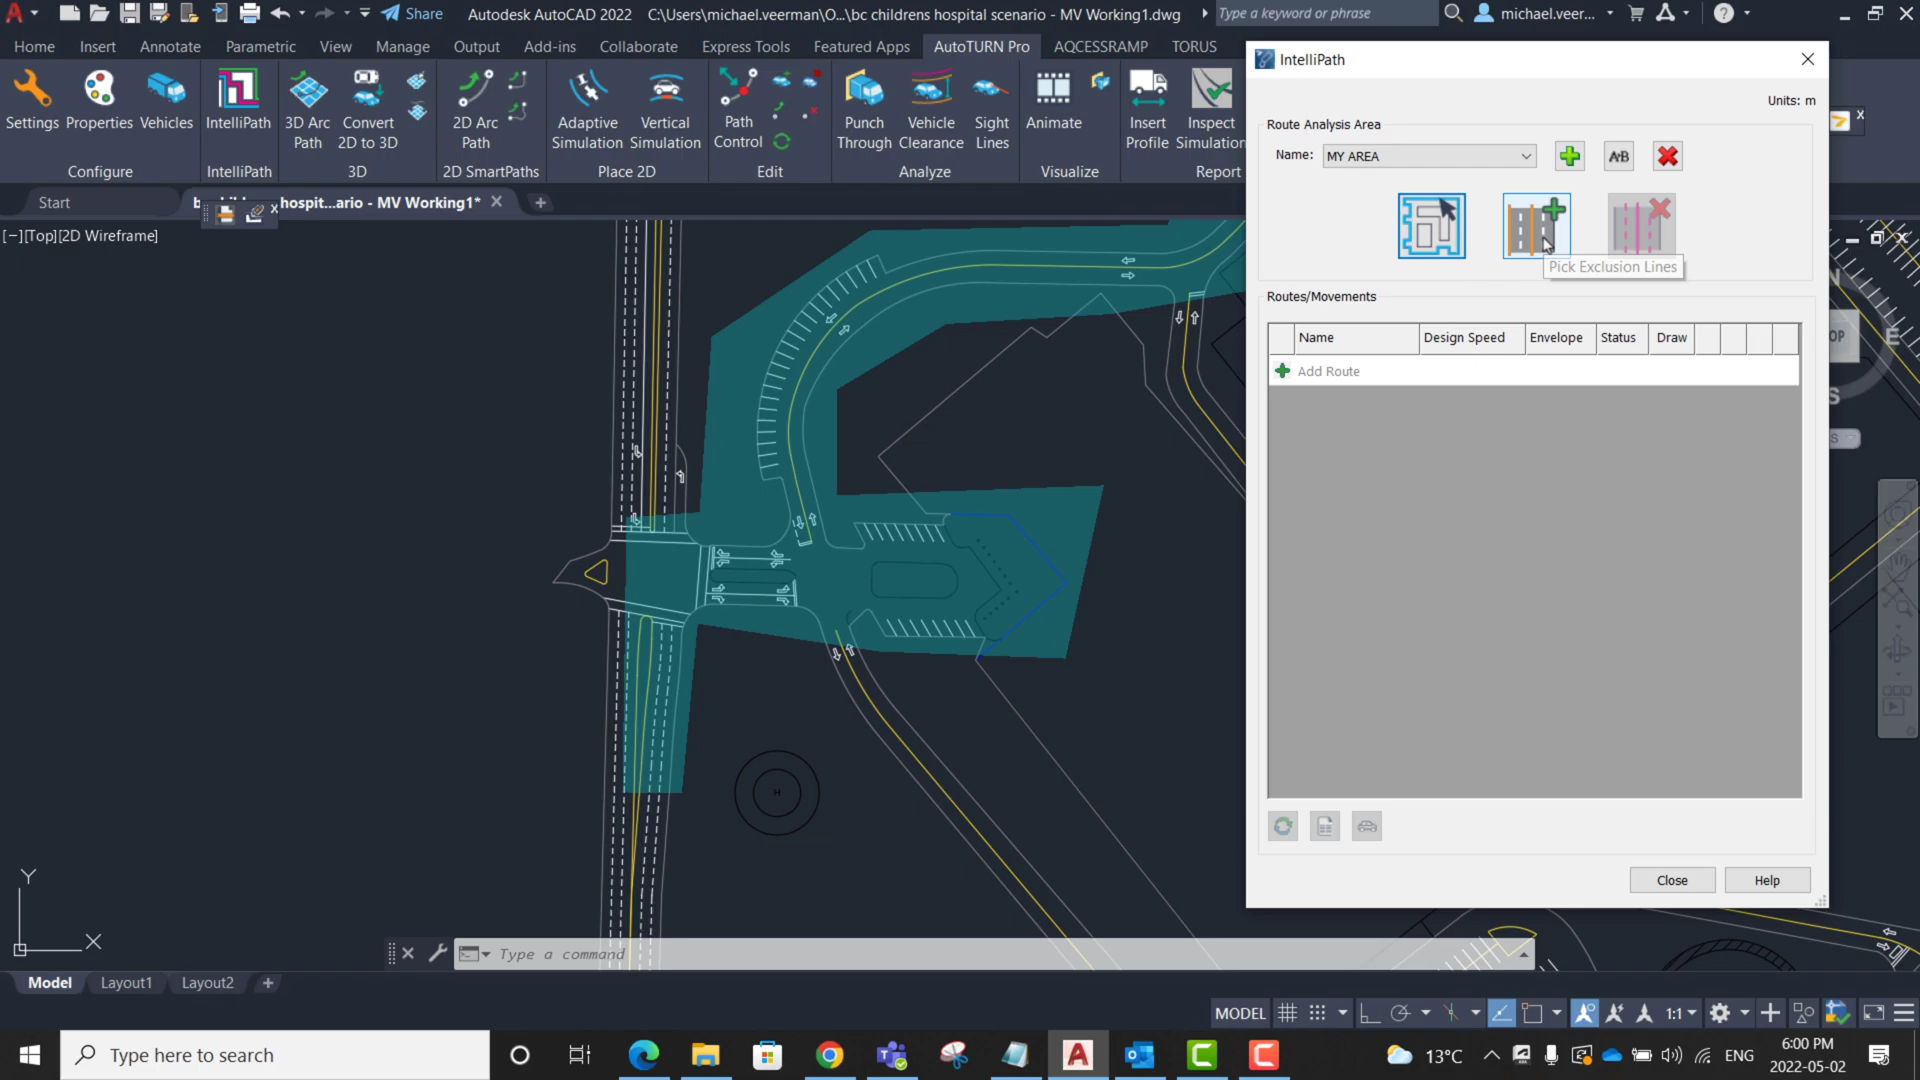 Share
Autodesk AutoCAD 2022 C:\Users\michael.veerman\O...\bc childrens hospital scenario - MV Working1.dwg
Type a keyword or phrase
michael.veer...
Home Insert Annotate Parametric View Manage Output Add-ins Collaborate Express Tools Featured Apps AutoTURN Pro AQCESSRAMP TORUS
Settings Properties Vehicles IntelliPath
3D Arc Path
Convert 2D to 3D
2D Arc Path
Adaptive Simulation
Vertical Simulation
Path Control
Punch Through
Vehicle Clearance
Sight Lines
Animate
Insert Profile
Inspect Simulation
Configure IntelliPath 3D 2D SmartPaths Place 2D Edit Analyze Visualize Report
Start
hospit...ario - MV Working1*
[−][Top][2D Wireframe]
IntelliPath
Units: m
Route Analysis Area
Name: MY AREA
A•B
Pick Exclusion Lines
Routes/Movements
Name Design Speed Envelope Status Draw
Add Route
Close Help
N
OP
E
S
H
Y
X
Type a command
Model Layout1 Layout2
MODEL
1:1
Type here to search
13°C
ENG
6:00 PM
2022-05-02